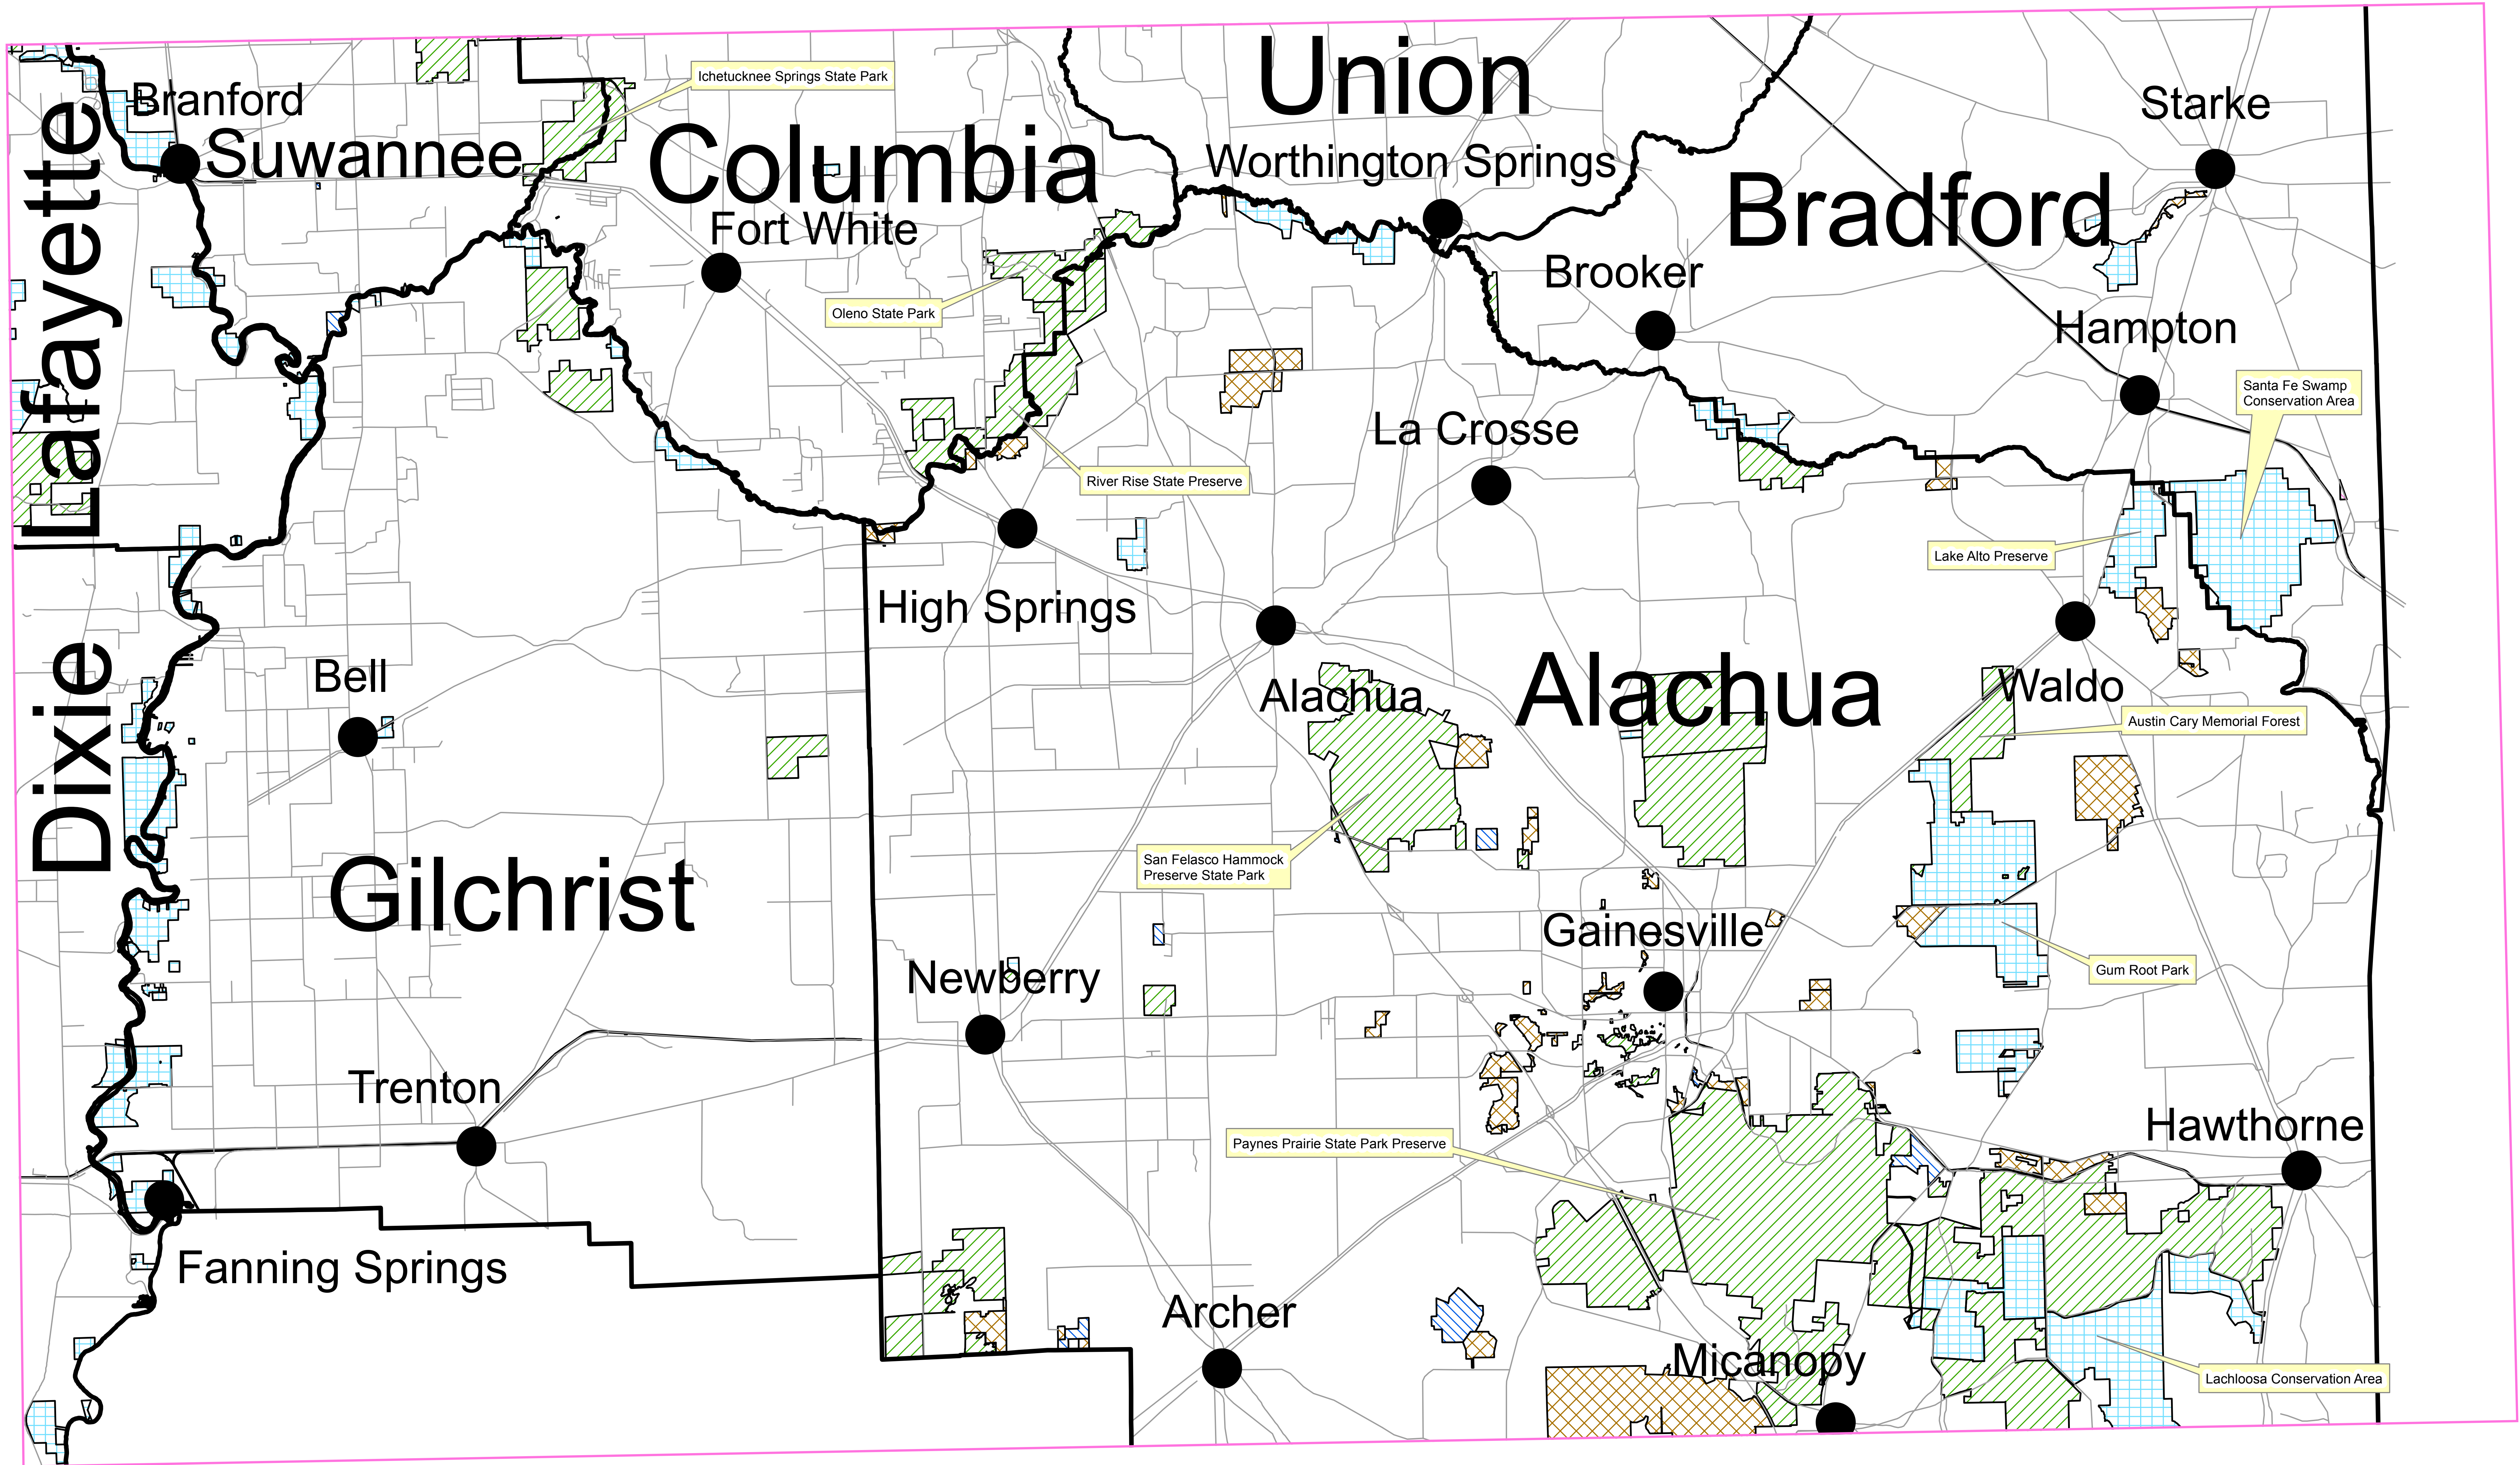 Union
Ichetucknee Springs State Park
Branford
Starke
Suwannee
Columbia
Worthington Springs
Bradford
Fort White
Lafayette
Brooker
Oleno State Park
Hampton
Santa Fe Swamp
Conservation Area
La Crosse
River Rise State Preserve
Lake Alto Preserve
High Springs
Bell
Dixie
Alachua
Alachua
Waldo
Austin Cary Memorial Forest
San Felasco Hammock
Preserve State Park
Gilchrist
Gainesville
Newberry
Gum Root Park
Trenton
Hawthorne
Paynes Prairie State Park Preserve
Fanning Springs
Archer
Micanopy
Lachloosa Conservation Area